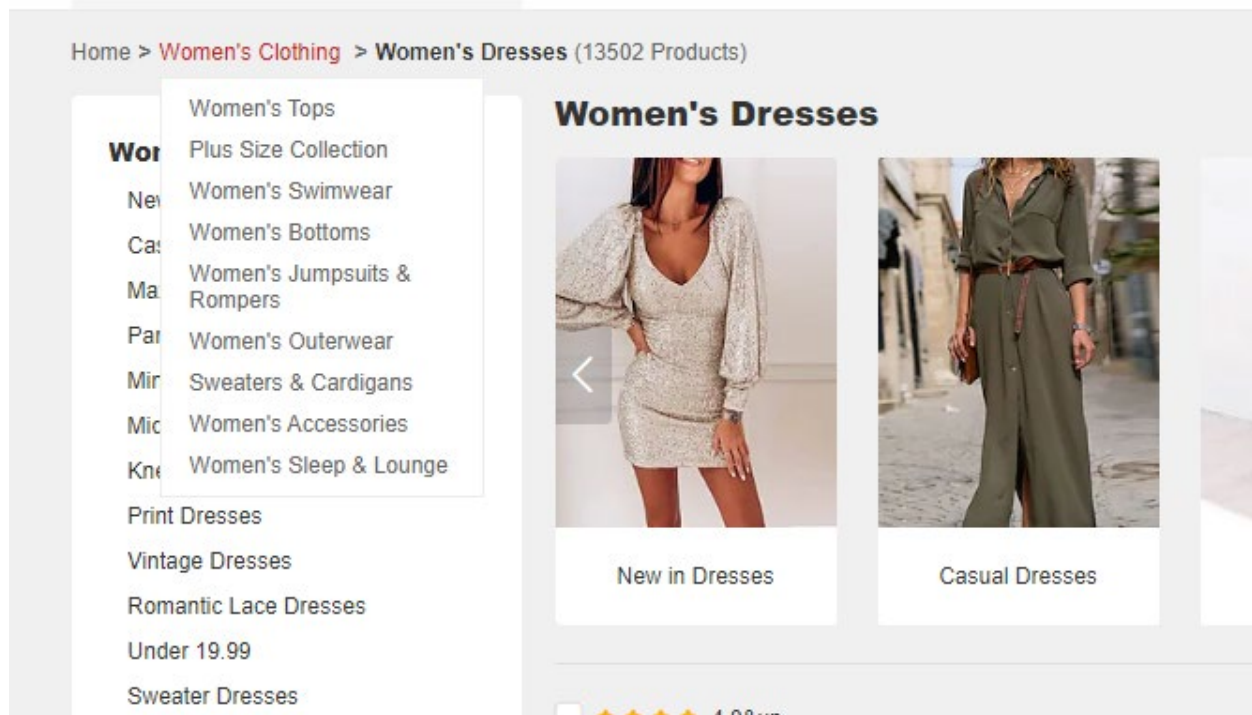 Home > Women's Clothing > Women's Dresses (13502 Products)
Women's Tops
Plus Size Collection
Women's Swimwear
Women's Bottoms
Women's Jumpsuits &
Rompers
Women's Outerwear
Sweaters & Cardigans
Women's Accessories
Women's Sleep & Lounge
Print Dresses
Vintage Dresses
Romantic Lace Dresses
Under 19.99
Sweater Dresses
Women's Dresses
New in Dresses
Casual Dresses